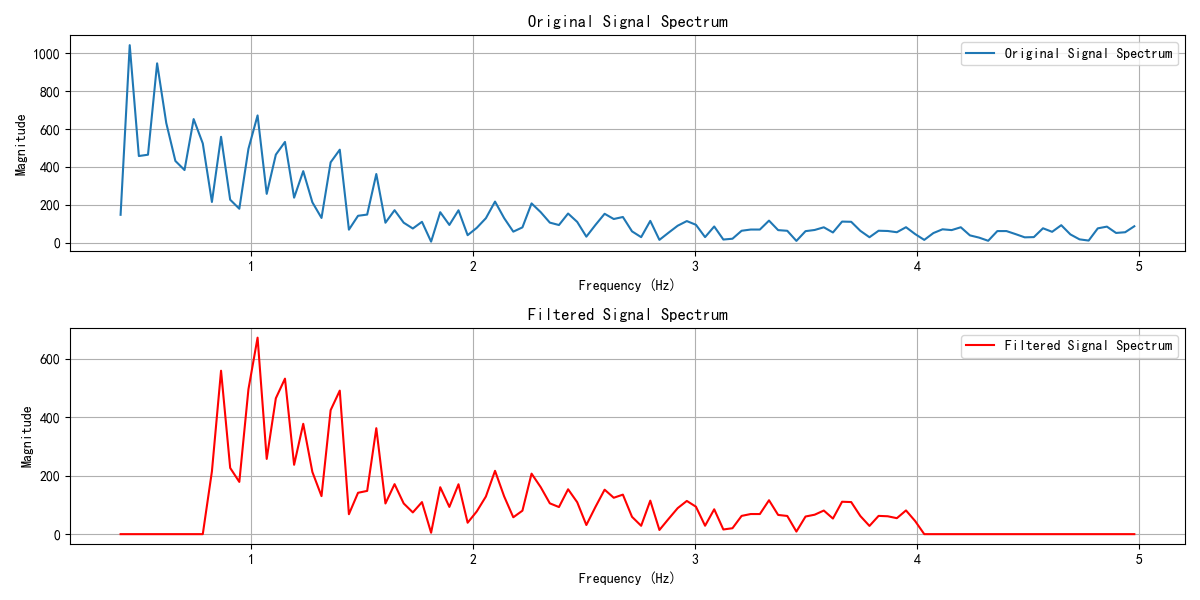 Original Signal Spectrum
Original Signal Spectrum
Magnitude
1000
800
600
400
200
0
1 2 3 4 5
Frequency (Hz)
Filtered Signal Spectrum
Filtered Signal Spectrum
Magnitude
600
400
200
0
1 2 3 4 5
Frequency (Hz)